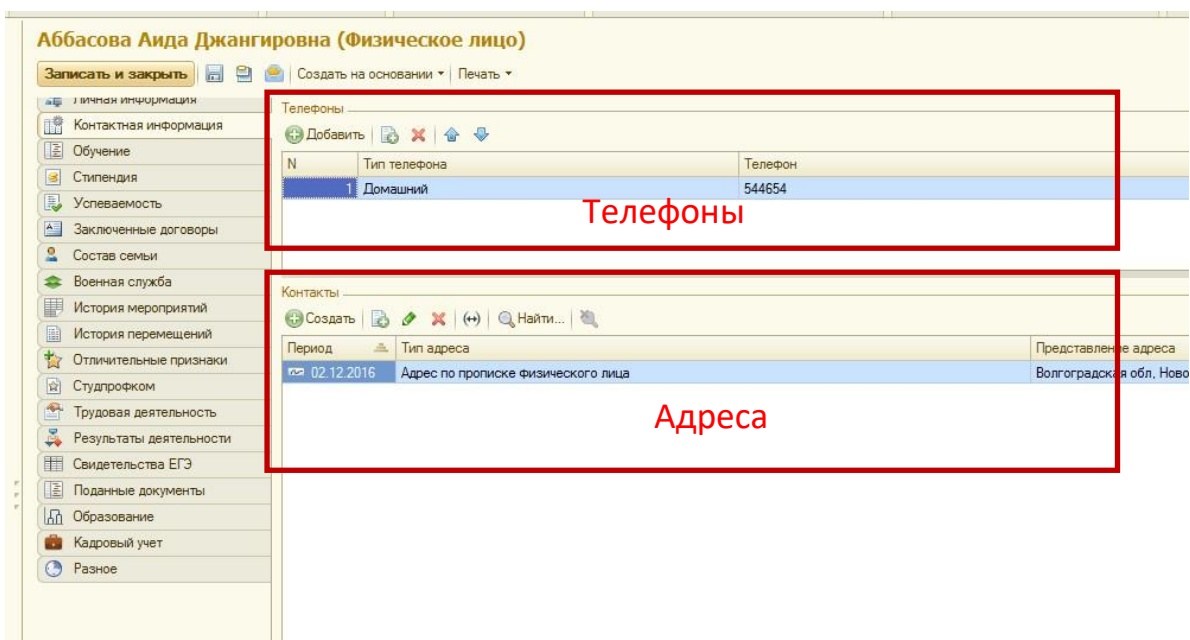 Аббасова Аида Джангировна (Физическое лицо)
Записать и закрыть Создать на основании Печать
Личная информация
Контактная информация
Обучение
Стипендия
Успеваемость
Заключенные договоры
Состав семьи
Военная служба
История мероприятий
История перемещений
Отличительные признаки
Студпрофком
Трудовая деятельность
Результаты деятельности
Свидетельства ЕГЭ
Поданные документы
Образование
Кадровый учет
Разное
Телефоны
Добавить
N Тип телефона Телефон
1 Домашний 544654
Телефоны
Контакты
Создать Найти...
Период Тип адреса Представление адреса
02.12.2016 Адрес по прописке физического лица Волгоградская обл, Ново
Адреса